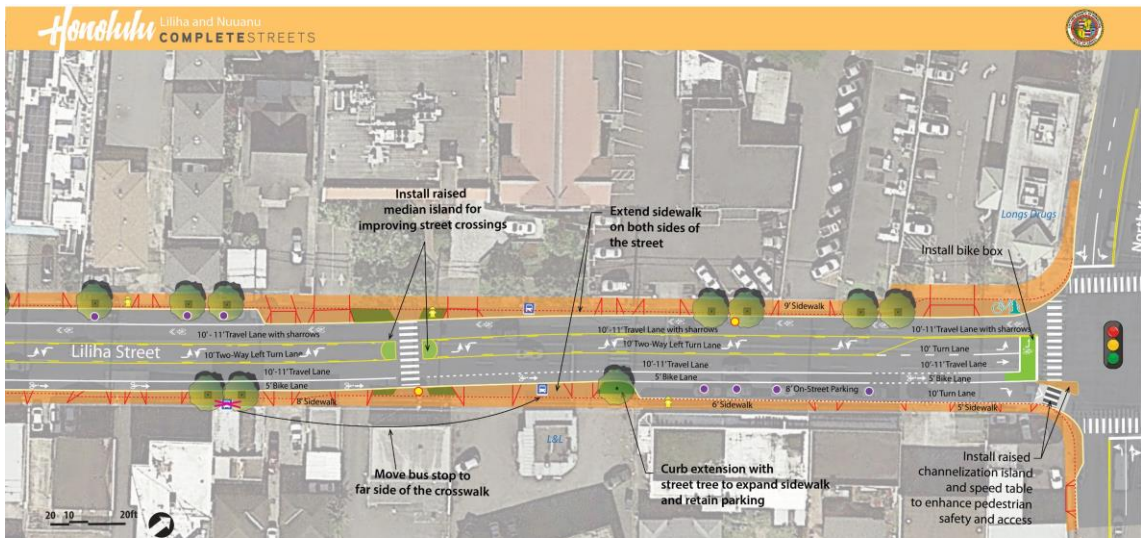 Honolulu Liliha and Nuuanu
COMPLETESTREETS
Install raised
median island for
improving street crossings
Extend sidewalk
on both sides of
the street
Longs Drugs
Install bike box
9' Sidewalk
10'-11' Travel Lane with sharrows
10'-11' Travel Lane with sharrows
10'-11' Travel Lane with sharrows
Liliha Street
10' Two-Way Left Turn Lane
10' Two-Way Left Turn Lane
10' Turn Lane
10'-11' Travel Lane
10'-11' Travel Lane
10'-11' Travel Lane
5' Bike Lane
5' Bike Lane
5' Bike Lane
8' On-Street Parking
10' Turn Lane
8' Sidewalk
6' Sidewalk
5' Sidewalk
L&L
Move bus stop to
far side of the crosswalk
Curb extension with
street tree to expand sidewalk
and retain parking
Install raised
channelization island
and speed table
to enhance pedestrian
safety and access
20 10 20ft